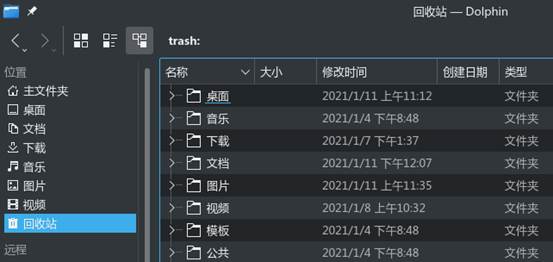 回收站 — Dolphin
trash:
位置
主文件夹
桌面
文档
下载
音乐
图片
视频
回收站
远程
名称 大小 修改时间 创建日期 类型
桌面 2021/1/11 上午11:12 文件夹
音乐 2021/1/4 下午8:48 文件夹
下载 2021/1/7 下午1:37 文件夹
文档 2021/1/11 下午12:07 文件夹
图片 2021/1/11 上午11:35 文件夹
视频 2021/1/8 上午10:32 文件夹
模板 2021/1/4 下午8:48 文件夹
公共 2021/1/4 下午8:48 文件夹